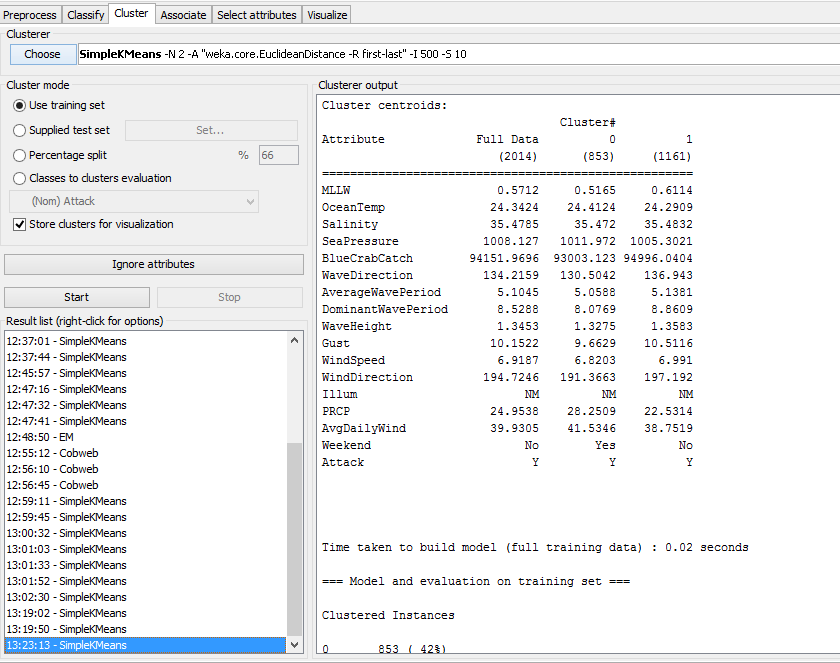 Preprocess Classify Cluster Associate Select attributes Visualize
Clusterer
Choose SimpleKMeans -N 2 -A "weka.core.EuclideanDistance -R first-last" -I 500 -S 10
Cluster mode
Use training set
Supplied test set Set...
Percentage split % 66
Classes to clusters evaluation
(Nom) Attack
Store clusters for visualization
Ignore attributes
Start Stop
Result list (right-click for options)
12:37:01 - SimpleKMeans
12:37:44 - SimpleKMeans
12:45:57 - SimpleKMeans
12:47:16 - SimpleKMeans
12:47:32 - SimpleKMeans
12:47:41 - SimpleKMeans
12:48:50 - EM
12:55:12 - Cobweb
12:56:10 - Cobweb
12:56:45 - Cobweb
12:59:11 - SimpleKMeans
12:59:45 - SimpleKMeans
13:00:32 - SimpleKMeans
13:01:03 - SimpleKMeans
13:01:33 - SimpleKMeans
13:01:52 - SimpleKMeans
13:02:30 - SimpleKMeans
13:19:02 - SimpleKMeans
13:19:50 - SimpleKMeans
13:23:13 - SimpleKMeans
Clusterer output
Cluster centroids:
Cluster#
Attribute Full Data 0 1
(2014) (853) (1161)
=====================================================
MLLW 0.5712 0.5165 0.6114
OceanTemp 24.3424 24.4124 24.2909
Salinity 35.4785 35.472 35.4832
SeaPressure 1008.127 1011.972 1005.3021
BlueCrabCatch 94151.9696 93003.123 94996.0404
WaveDirection 134.2159 130.5042 136.943
AverageWavePeriod 5.1045 5.0588 5.1381
DominantWavePeriod 8.5288 8.0769 8.8609
WaveHeight 1.3453 1.3275 1.3583
Gust 10.1522 9.6629 10.5116
WindSpeed 6.9187 6.8203 6.991
WindDirection 194.7246 191.3663 197.192
Illum NM NM NM
PRCP 24.9538 28.2509 22.5314
AvgDailyWind 39.9305 41.5346 38.7519
Weekend No Yes No
Attack Y Y Y
Time taken to build model (full training data) : 0.02 seconds
=== Model and evaluation on training set ===
Clustered Instances
0 853 ( 42%)